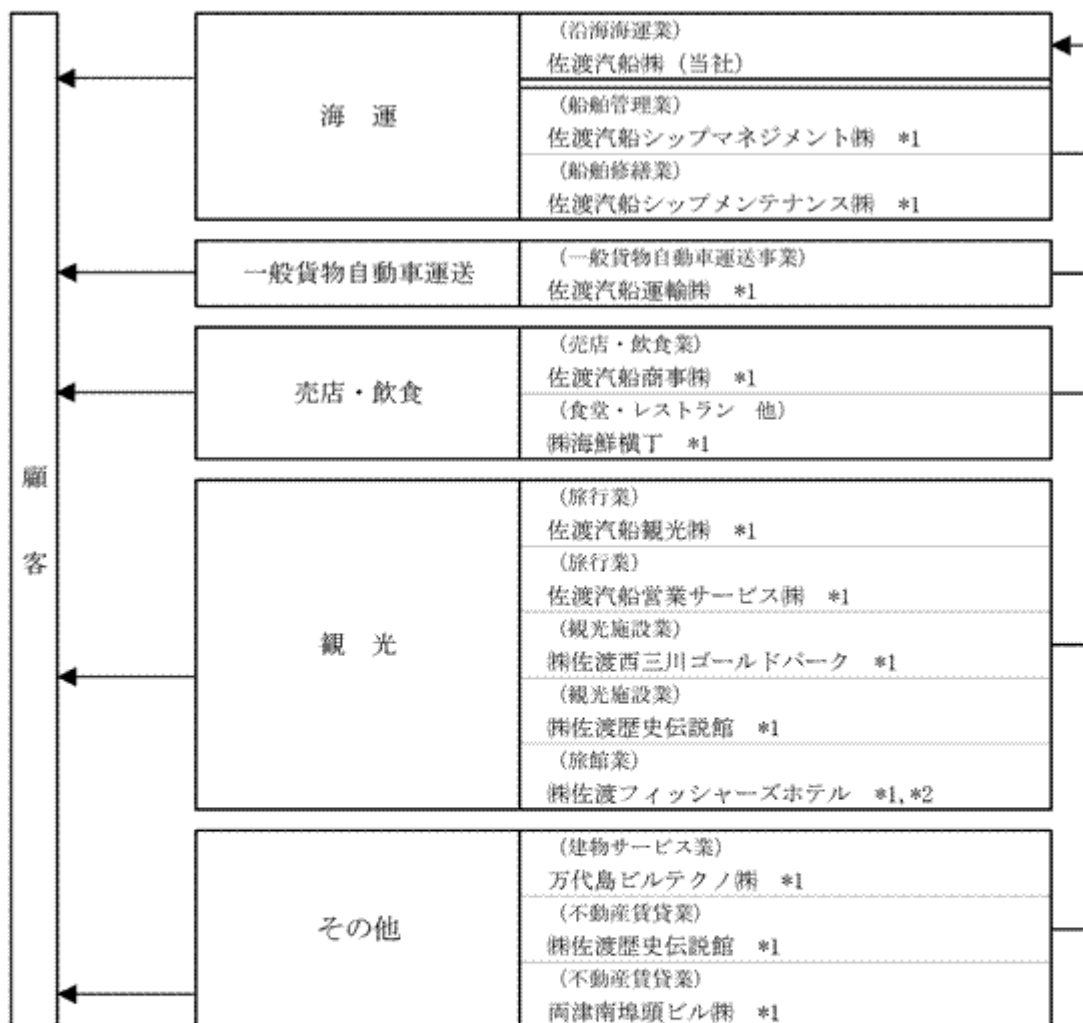 顧客
海 運
(沿海海運業)
佐渡汽船㈱ (当社)
(船舶管理業)
佐渡汽船シップマネジメント㈱ *1
(船舶修繕業)
佐渡汽船シップメンテナンス㈱ *1
一般貨物自動車運送
(一般貨物自動車運送事業)
佐渡汽船運輸㈱ *1
売店・飲食
(売店・飲食業)
佐渡汽船商事㈱ *1
(食堂・レストラン 他)
㈱海鮮横丁 *1
観 光
(旅行業)
佐渡汽船観光㈱ *1
(旅行業)
佐渡汽船営業サービス㈱ *1
(観光施設業)
㈱佐渡西三川ゴールドパーク *1
(観光施設業)
㈱佐渡歴史伝説館 *1
(旅館業)
㈱佐渡フィッシャーズホテル *1,*2
その他
(建物サービス業)
万代島ビルテクノ㈱ *1
(不動産賃貸業)
㈱佐渡歴史伝説館 *1
(不動産賃貸業)
両津南埠頭ビル㈱ *1